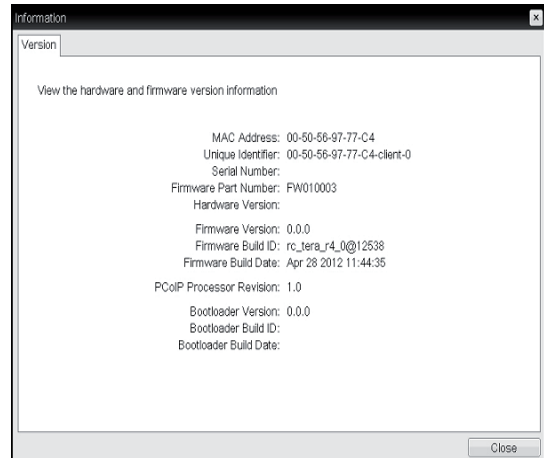 Information
Version
View the hardware and firmware version information
MAC Address: 00-50-56-97-77-C4
Unique Identifier: 00-50-56-97-77-C4-client-0
Serial Number:
Firmware Part Number: FW010003
Hardware Version:
Firmware Version: 0.0.0
Firmware Build ID: rc_tera_r4_0@12538
Firmware Build Date: Apr 28 2012 11:44:35
PCoIP Processor Revision: 1.0
Bootloader Version: 0.0.0
Bootloader Build ID:
Bootloader Build Date:
Close